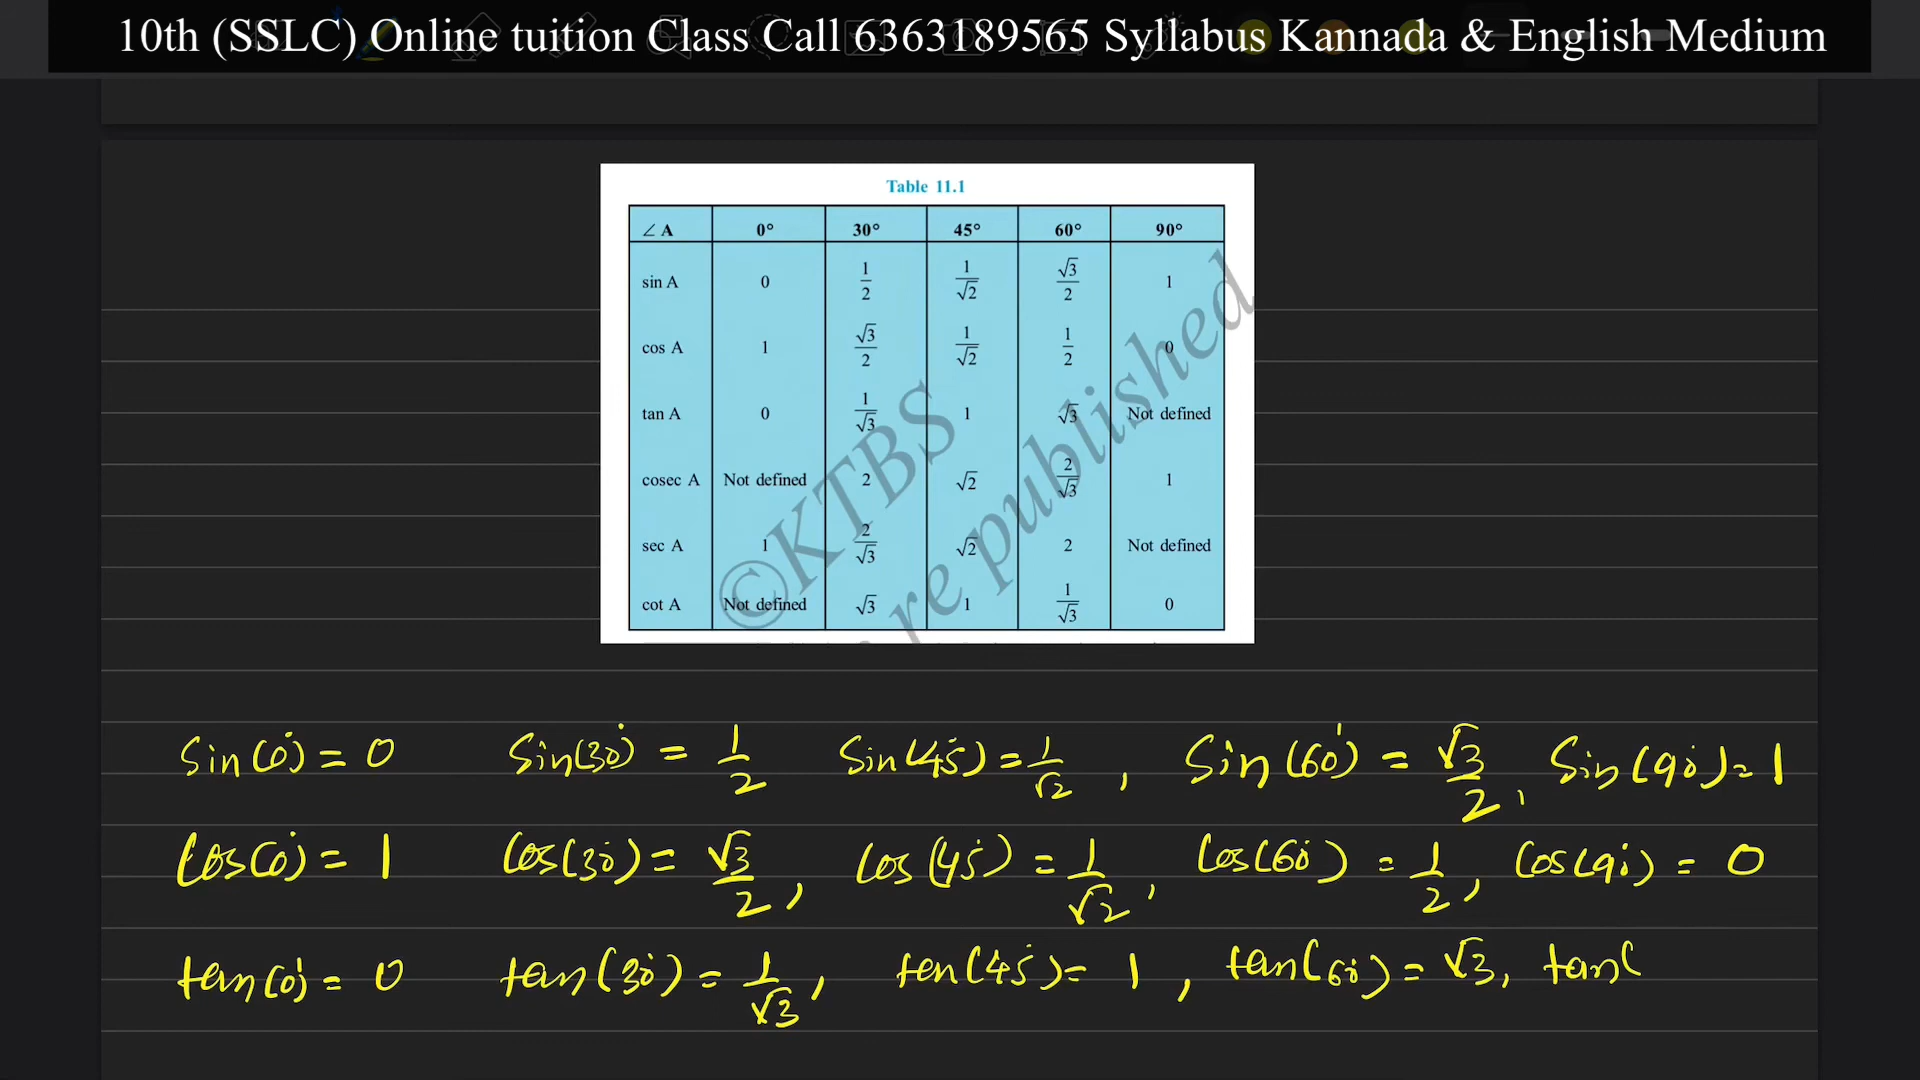 10th (SSLC) Online tuition Class Call 6363189565 Syllabus Kannada & English Medium
Table 11.1
∠ A 0° 30° 45° 60° 90°
sin A 0 1/2 1/√2 √3/2 1
cos A 1 √3/2 1/√2 1/2 0
tan A 0 1/√3 1 √3 Not defined
cosec A Not defined 2 √2 2/√3 1
sec A 1 2/√3 √2 2 Not defined
cot A Not defined √3 1 1/√3 0
©KTBS
re published
Sin(0°) = 0 Sin(30°) = 1/2 Sin(45°) = 1/√2 , Sin(60°) = √3/2, Sin(90°) = 1
Cos(0°) = 1 Cos(30°) = √3/2, Cos(45°) = 1/√2, Cos(60°) = 1/2, Cos(90°) = 0
tan(0°) = 0 tan(30°) = 1/√3, tan(45°) = 1, tan(60°) = √3, tan(